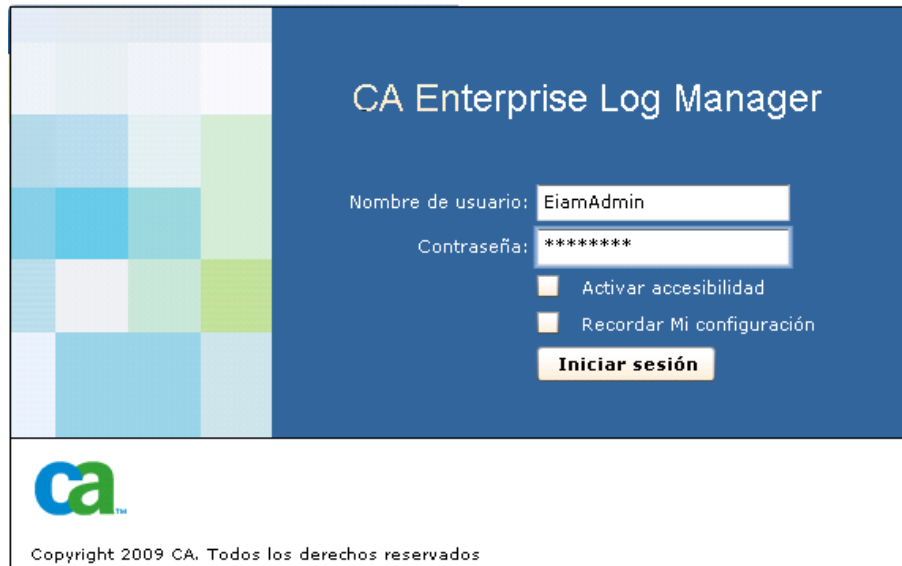 CA Enterprise Log Manager
Nombre de usuario: EiamAdmin
Contraseña: ********
Activar accesibilidad
Recordar Mi configuración
Iniciar sesión
ca™
Copyright 2009 CA. Todos los derechos reservados